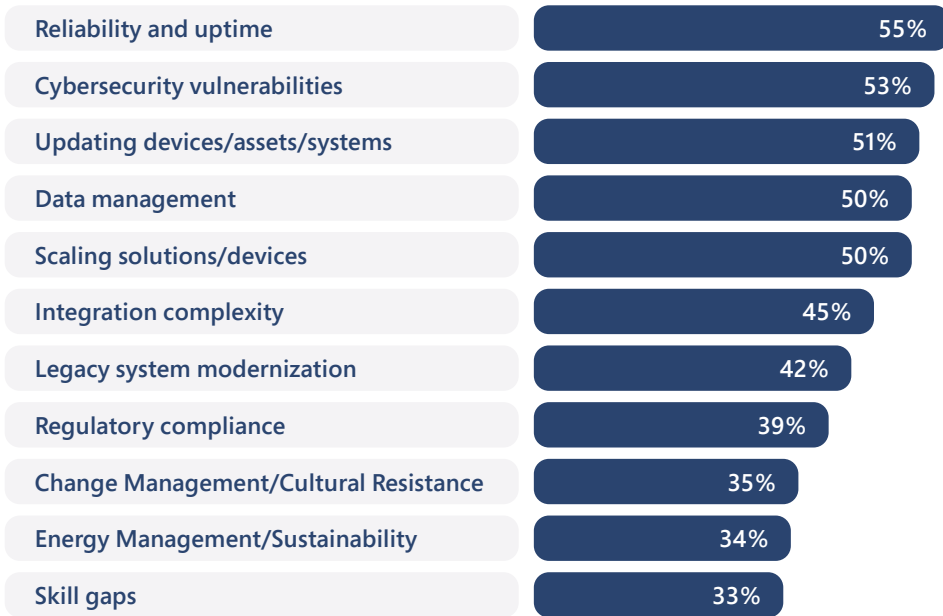 Reliability and uptime 55%
Cybersecurity vulnerabilities 53%
Updating devices/assets/systems 51%
Data management 50%
Scaling solutions/devices 50%
Integration complexity 45%
Legacy system modernization 42%
Regulatory compliance 39%
Change Management/Cultural Resistance 35%
Energy Management/Sustainability 34%
Skill gaps 33%